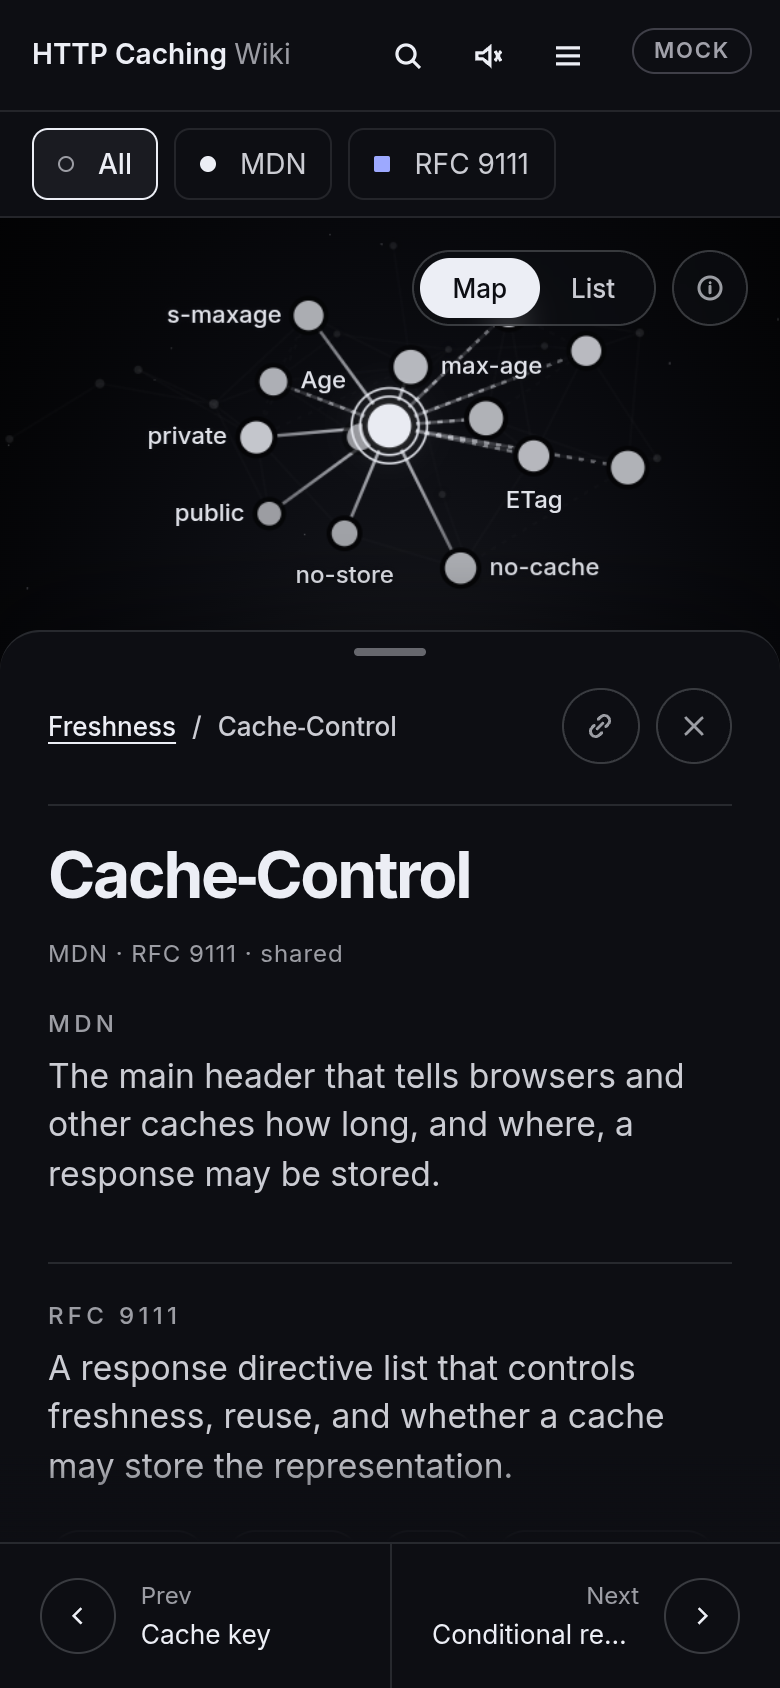 HTTP Caching Wiki
MOCK
All
MDN
RFC 9111
Map
List
s-maxage
Age
max-age
private
ETag
public
no-store
no-cache
Freshness / Cache-Control
Cache-Control
MDN · RFC 9111 · shared
MDN
The main header that tells browsers and
other caches how long, and where, a
response may be stored.
RFC 9111
A response directive list that controls
freshness, reuse, and whether a cache
may store the representation.
Prev
Cache key
Next
Conditional re...